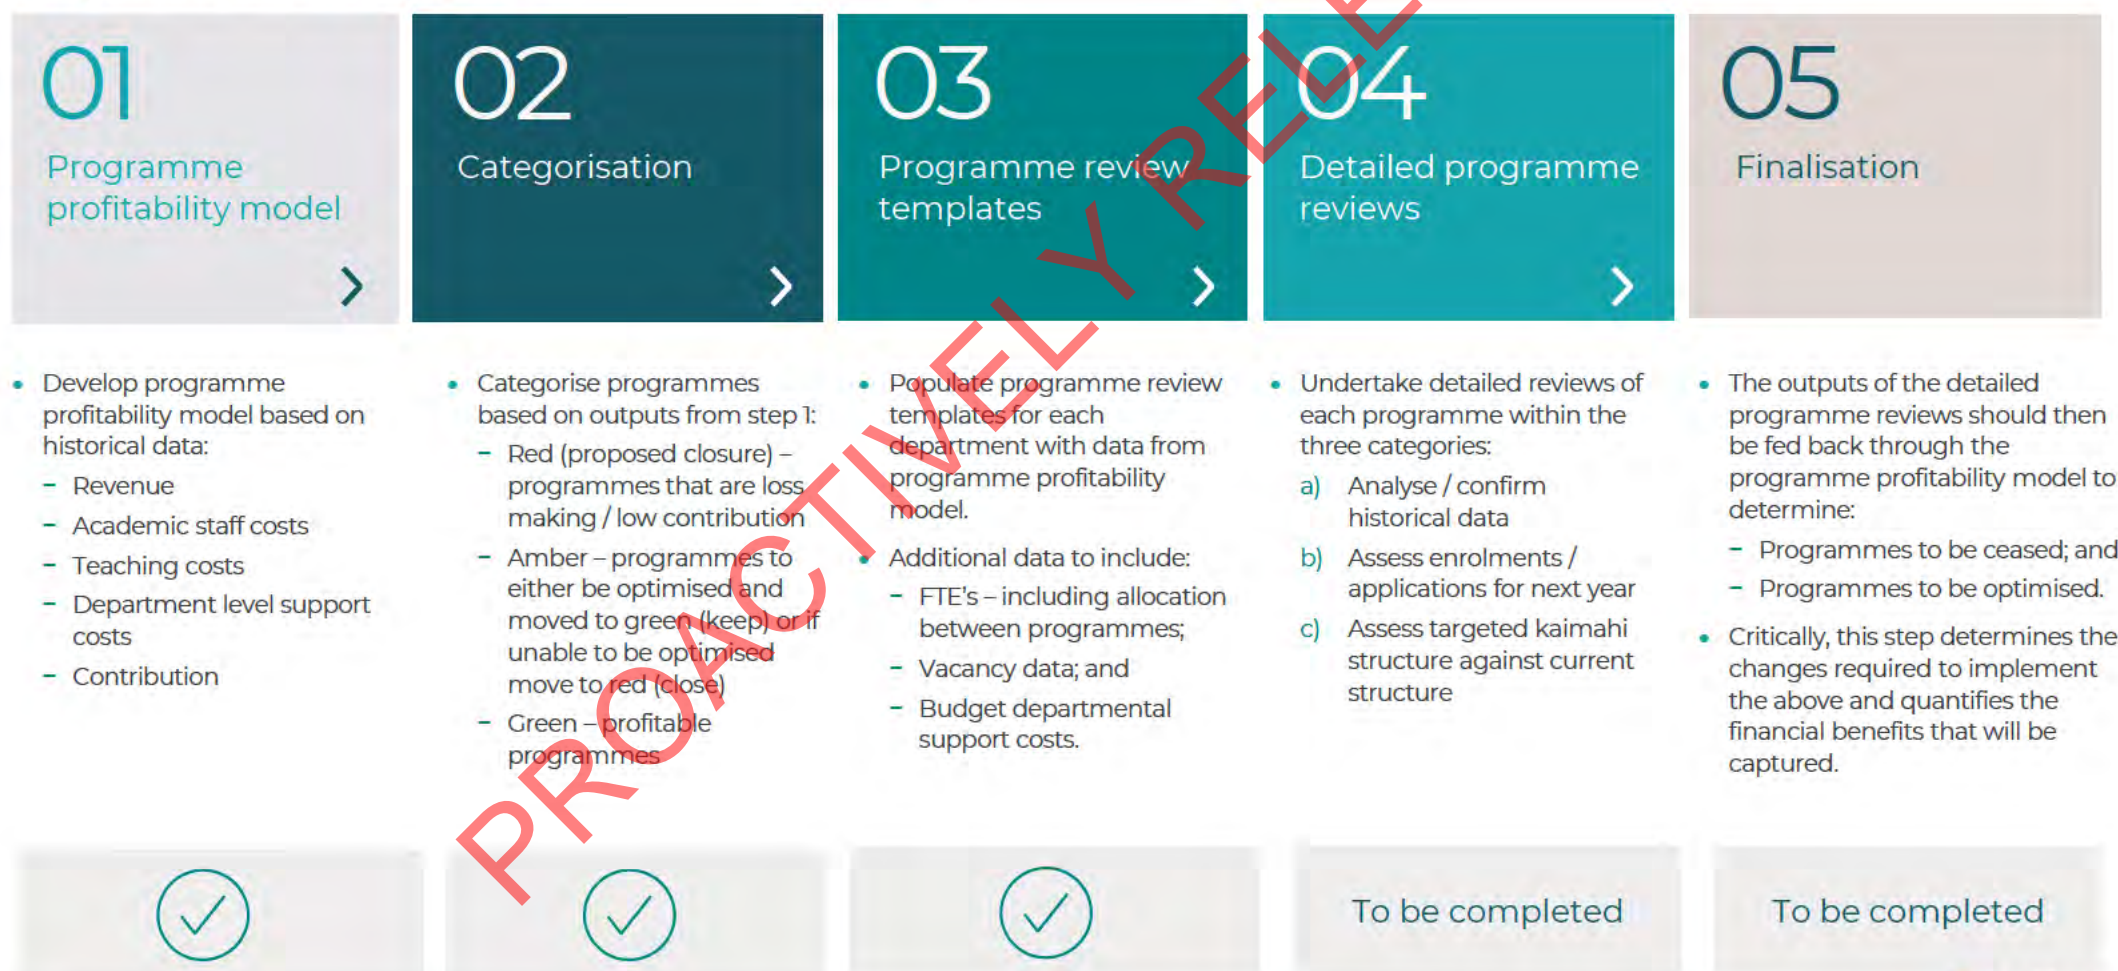 01
Programme
profitability model
02
Categorisation
03
Programme review
templates
04
Detailed programme
reviews
05
Finalisation
• Develop programme
profitability model based on
historical data:
– Revenue
– Academic staff costs
– Teaching costs
– Department level support
costs
– Contribution
• Categorise programmes
based on outputs from step 1:
– Red (proposed closure) –
programmes that are loss
making / low contribution
– Amber – programmes to
either be optimised and
moved to green (keep) or if
unable to be optimised
move to red (close)
– Green – profitable
programmes
• Populate programme review
templates for each
department with data from
programme profitability
model.
• Additional data to include:
– FTE's – including allocation
between programmes;
– Vacancy data; and
– Budget departmental
support costs.
• Undertake detailed reviews of
each programme within the
three categories:
a) Analyse / confirm
historical data
b) Assess enrolments /
applications for next year
c) Assess targeted kaimahi
structure against current
structure
• The outputs of the detailed
programme reviews should then
be fed back through the
programme profitability model to
determine:
– Programmes to be ceased; and
– Programmes to be optimised.
• Critically, this step determines the
changes required to implement
the above and quantifies the
financial benefits that will be
captured.
To be completed
To be completed
PROACTIVELY RELE